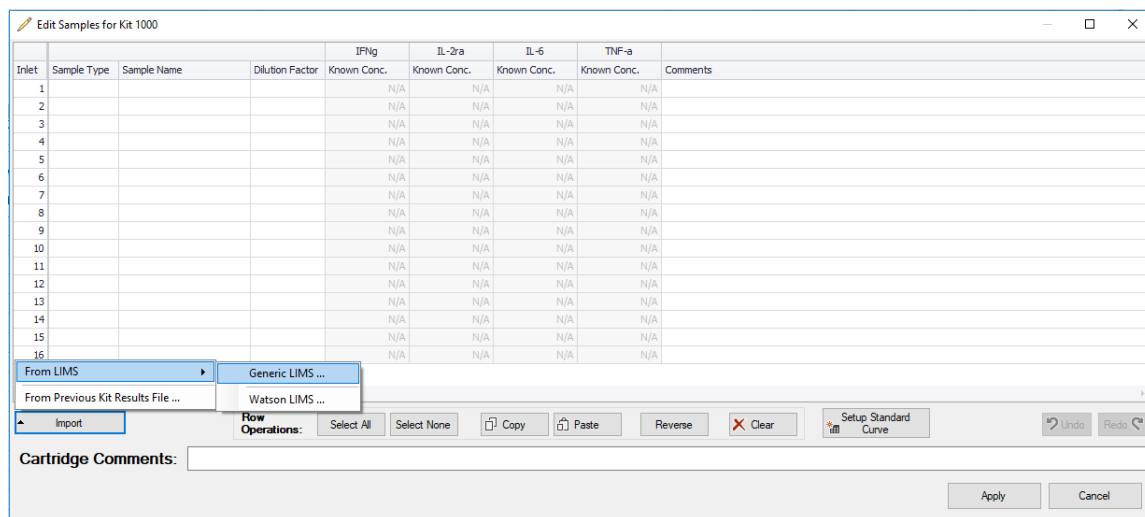 Edit Samples for Kit 1000
IFNg IL-2ra IL-6 TNF-a
Inlet Sample Type Sample Name Dilution Factor Known Conc. Known Conc. Known Conc. Known Conc. Comments
1 N/A N/A N/A N/A
2 N/A N/A N/A N/A
3 N/A N/A N/A N/A
4 N/A N/A N/A N/A
5 N/A N/A N/A N/A
6 N/A N/A N/A N/A
7 N/A N/A N/A N/A
8 N/A N/A N/A N/A
9 N/A N/A N/A N/A
10 N/A N/A N/A N/A
11 N/A N/A N/A N/A
12 N/A N/A N/A N/A
13 N/A N/A N/A N/A
14 N/A N/A N/A N/A
15 N/A N/A N/A N/A
16 N/A N/A N/A N/A
From LIMS Generic LIMS ...
From Previous Kit Results File ... Watson LIMS ...
Import Row Operations: Select All Select None Copy Paste Reverse Clear Setup Standard Curve Undo Redo
Cartridge Comments:
Apply Cancel